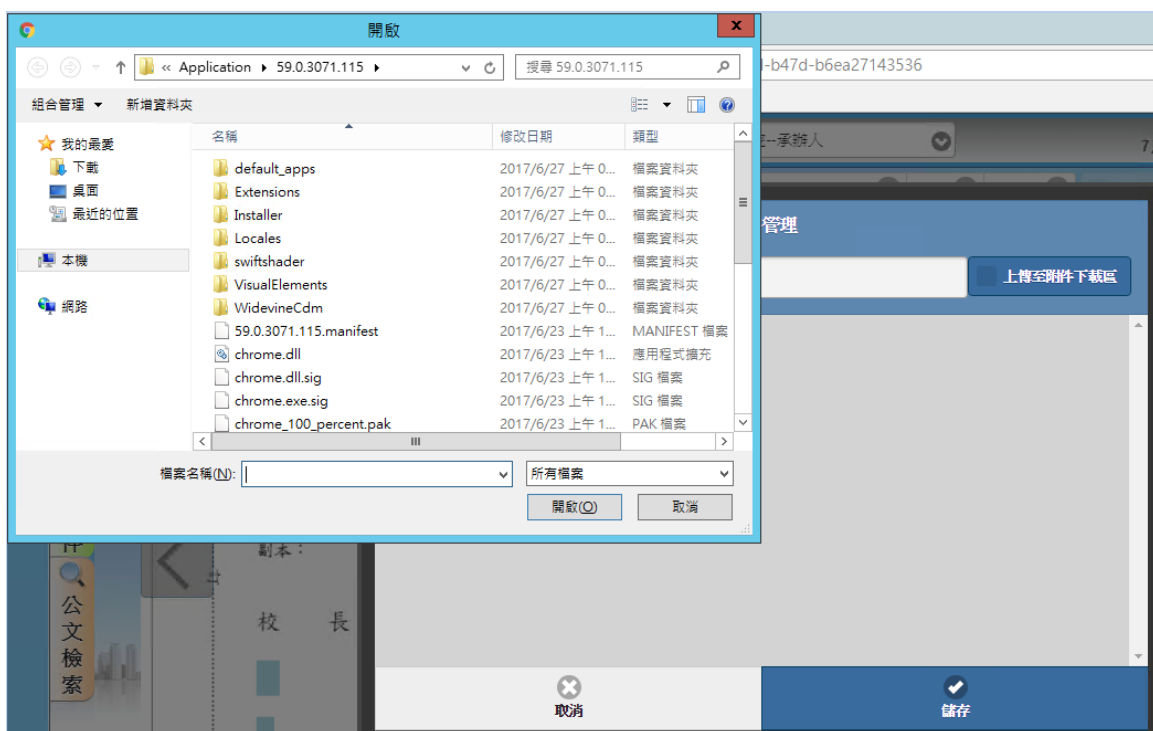 開啟
x
« Application ▸ 59.0.3071.115 ▸
搜尋 59.0.3071.115
l-b47d-b6ea27143536
組合管理 新增資料夾
名稱 修改日期 類型
我的最愛
下載
桌面
最近的位置
本機
網路
default_apps 2017/6/27 上午 0... 檔案資料夾
Extensions 2017/6/27 上午 0... 檔案資料夾
Installer 2017/6/27 上午 0... 檔案資料夾
Locales 2017/6/27 上午 0... 檔案資料夾
swiftshader 2017/6/27 上午 0... 檔案資料夾
VisualElements 2017/6/27 上午 0... 檔案資料夾
WidevineCdm 2017/6/27 上午 0... 檔案資料夾
59.0.3071.115.manifest 2017/6/23 上午 1... MANIFEST 檔案
chrome.dll 2017/6/23 上午 1... 應用程式擴充
chrome.dll.sig 2017/6/23 上午 1... SIG 檔案
chrome.exe.sig 2017/6/23 上午 1... SIG 檔案
chrome_100_percent.pak 2017/6/23 上午 1... PAK 檔案
檔案名稱(N): 所有檔案
開啟(O) 取消
--承辦人
7
管理
上傳至附件下載區
件
公文檢索
副本：
校 長
取消
儲存